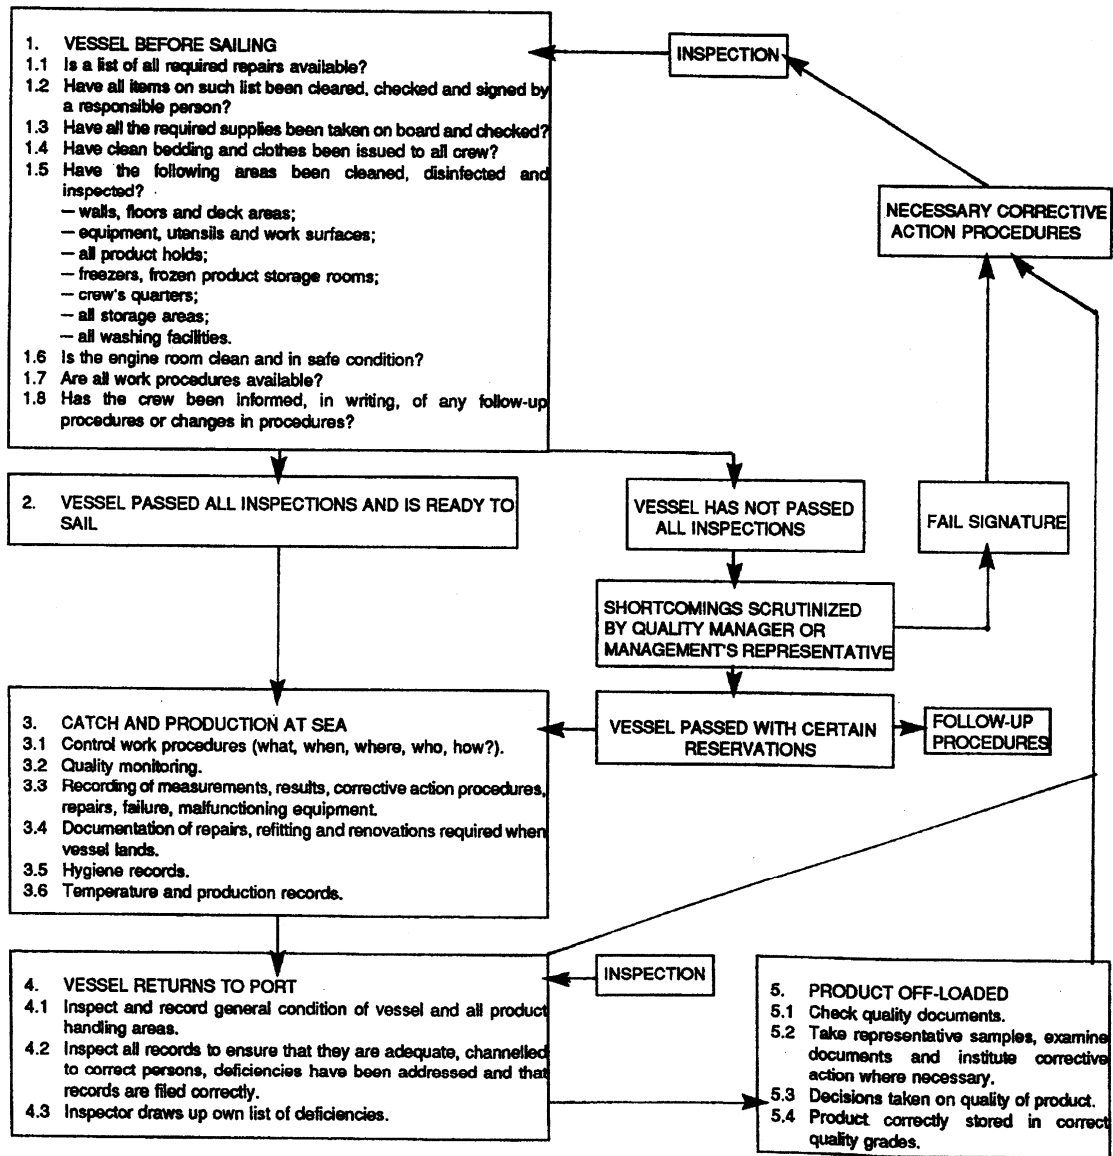 1. VESSEL BEFORE SAILING
1.1 Is a list of all required repairs available?
1.2 Have all items on such list been cleared, checked and signed by
a responsible person?
1.3 Have all the required supplies been taken on board and checked?
1.4 Have clean bedding and clothes been issued to all crew?
1.5 Have the following areas been cleaned, disinfected and
inspected?
— walls, floors and deck areas;
— equipment, utensils and work surfaces;
— all product holds;
— freezers, frozen product storage rooms;
— crew's quarters;
— all storage areas;
— all washing facilities.
1.6 Is the engine room clean and in safe condition?
1.7 Are all work procedures available?
1.8 Has the crew been informed, in writing, of any follow-up
procedures or changes in procedures?
INSPECTION
NECESSARY CORRECTIVE
ACTION PROCEDURES
2. VESSEL PASSED ALL INSPECTIONS AND IS READY TO
SAIL
VESSEL HAS NOT PASSED
ALL INSPECTIONS
FAIL SIGNATURE
SHORTCOMINGS SCRUTINIZED
BY QUALITY MANAGER OR
MANAGEMENT'S REPRESENTATIVE
3. CATCH AND PRODUCTION AT SEA
3.1 Control work procedures (what, when, where, who, how?).
3.2 Quality monitoring.
3.3 Recording of measurements, results, corrective action procedures,
repairs, failure, malfunctioning equipment.
3.4 Documentation of repairs, refitting and renovations required when
vessel lands.
3.5 Hygiene records.
3.6 Temperature and production records.
VESSEL PASSED WITH CERTAIN
RESERVATIONS
FOLLOW-UP
PROCEDURES
4. VESSEL RETURNS TO PORT
4.1 Inspect and record general condition of vessel and all product
handling areas.
4.2 Inspect all records to ensure that they are adequate, channelled
to correct persons, deficiencies have been addressed and that
records are filed correctly.
4.3 Inspector draws up own list of deficiencies.
INSPECTION
5. PRODUCT OFF-LOADED
5.1 Check quality documents.
5.2 Take representative samples, examine
documents and institute corrective
action where necessary.
5.3 Decisions taken on quality of product.
5.4 Product correctly stored in correct
quality grades.